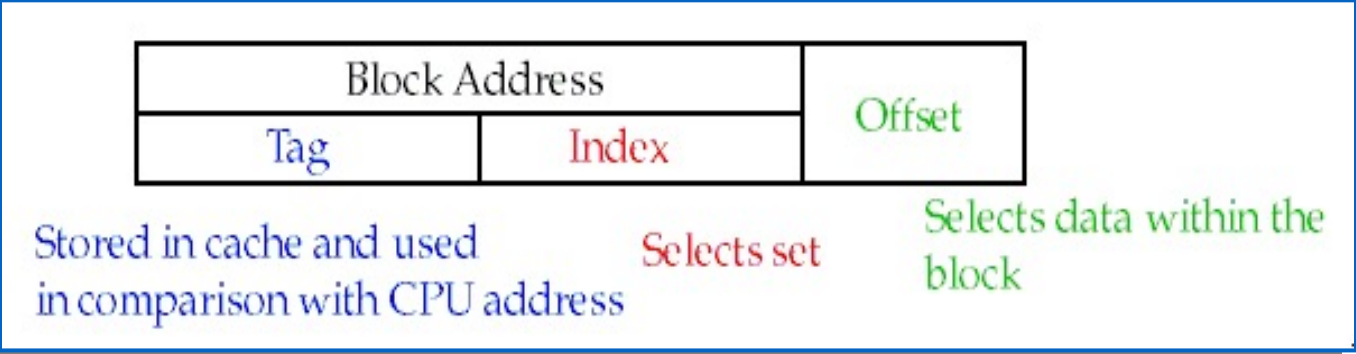 Block Address
Offset
Tag
Index
Stored in cache and used
in comparison with CPU address
Selects set
Selects data within the
block